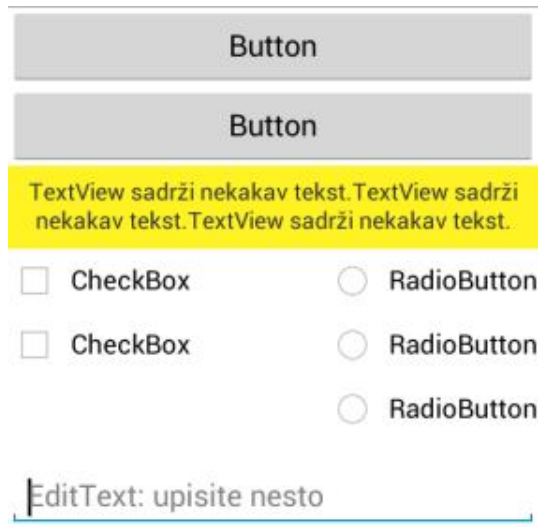 Button
Button
TextView sadrži nekakav tekst.TextView sadrži
nekakav tekst.TextView sadrži nekakav tekst.
CheckBox
RadioButton
CheckBox
RadioButton
RadioButton
EditText: upisite nesto